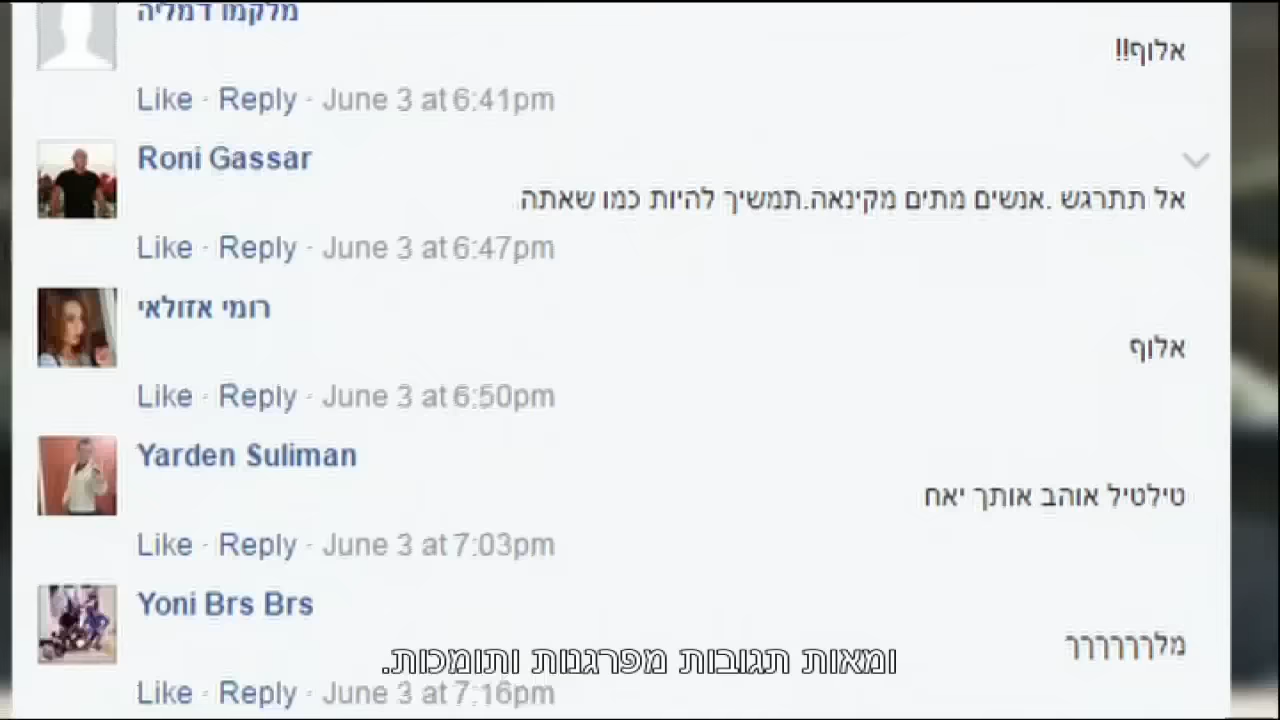 מלקמו דמליה
אלוף!!
Like · Reply · June 3 at 6:41pm
Roni Gassar
אל תתרגש .אנשים מתים מקינאה.תמשיך להיות כמו שאתה
Like · Reply · June 3 at 6:47pm
רומי אזולאי
אלוף
Like · Reply · June 3 at 6:50pm
Yarden Suliman
טילטיל אוהב אותך יאח
Like · Reply · June 3 at 7:03pm
Yoni Brs Brs
מלררררררר
ומאות תגובות מפרגנות ותומכות.
Like · Reply · June 3 at 7:16pm